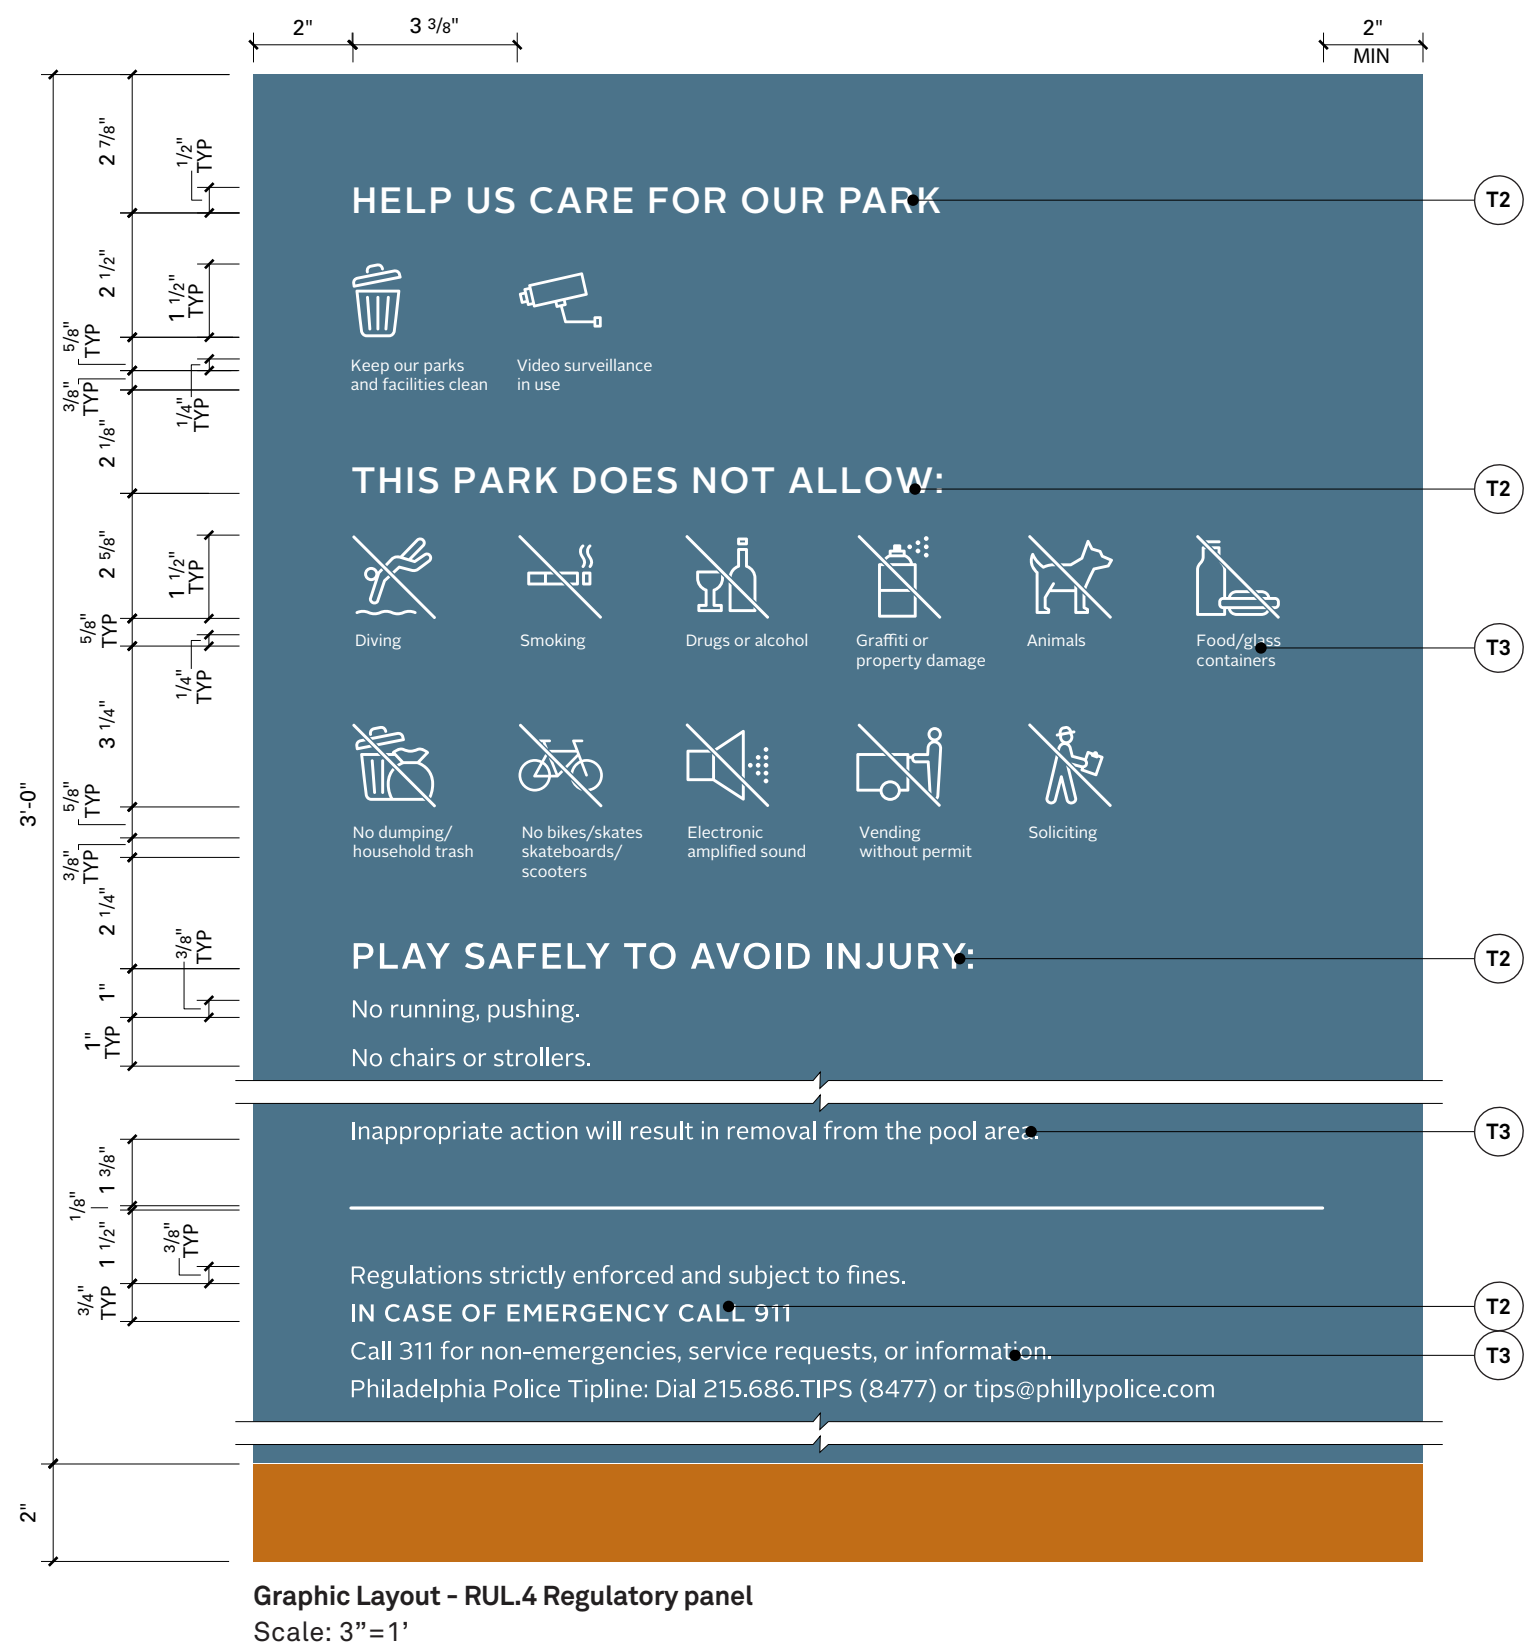 2"
3 3/8"
2"
MIN
2 7/8"
1/2"
TYP
2 1/2"
1 1/2"
TYP
5/8"
TYP
3/8"
TYP
1/4"
TYP
2 1/8"
2 5/8"
1 1/2"
TYP
5/8"
TYP
1/4"
TYP
3 1/4"
3'-0"
5/8"
TYP
3/8"
TYP
2 1/4"
3/8"
TYP
1"
1"
TYP
1 3/8"
1/8"
1 1/2"
3/8"
TYP
3/4"
TYP
2"
HELP US CARE FOR OUR PARK
T2
Keep our parks
and facilities clean
Video surveillance
in use
THIS PARK DOES NOT ALLOW:
T2
Diving
Smoking
Drugs or alcohol
Graffiti or
property damage
Animals
Food/glass
containers
T3
No dumping/
household trash
No bikes/skates
skateboards/
scooters
Electronic
amplified sound
Vending
without permit
Soliciting
PLAY SAFELY TO AVOID INJURY:
T2
No running, pushing.
No chairs or strollers.
Inappropriate action will result in removal from the pool area.
T3
Regulations strictly enforced and subject to fines.
IN CASE OF EMERGENCY CALL 911
T2
Call 311 for non-emergencies, service requests, or information.
T3
Philadelphia Police Tipline: Dial 215.686.TIPS (8477) or tips@phillypolice.com
Graphic Layout - RUL.4 Regulatory panel
Scale: 3”=1’